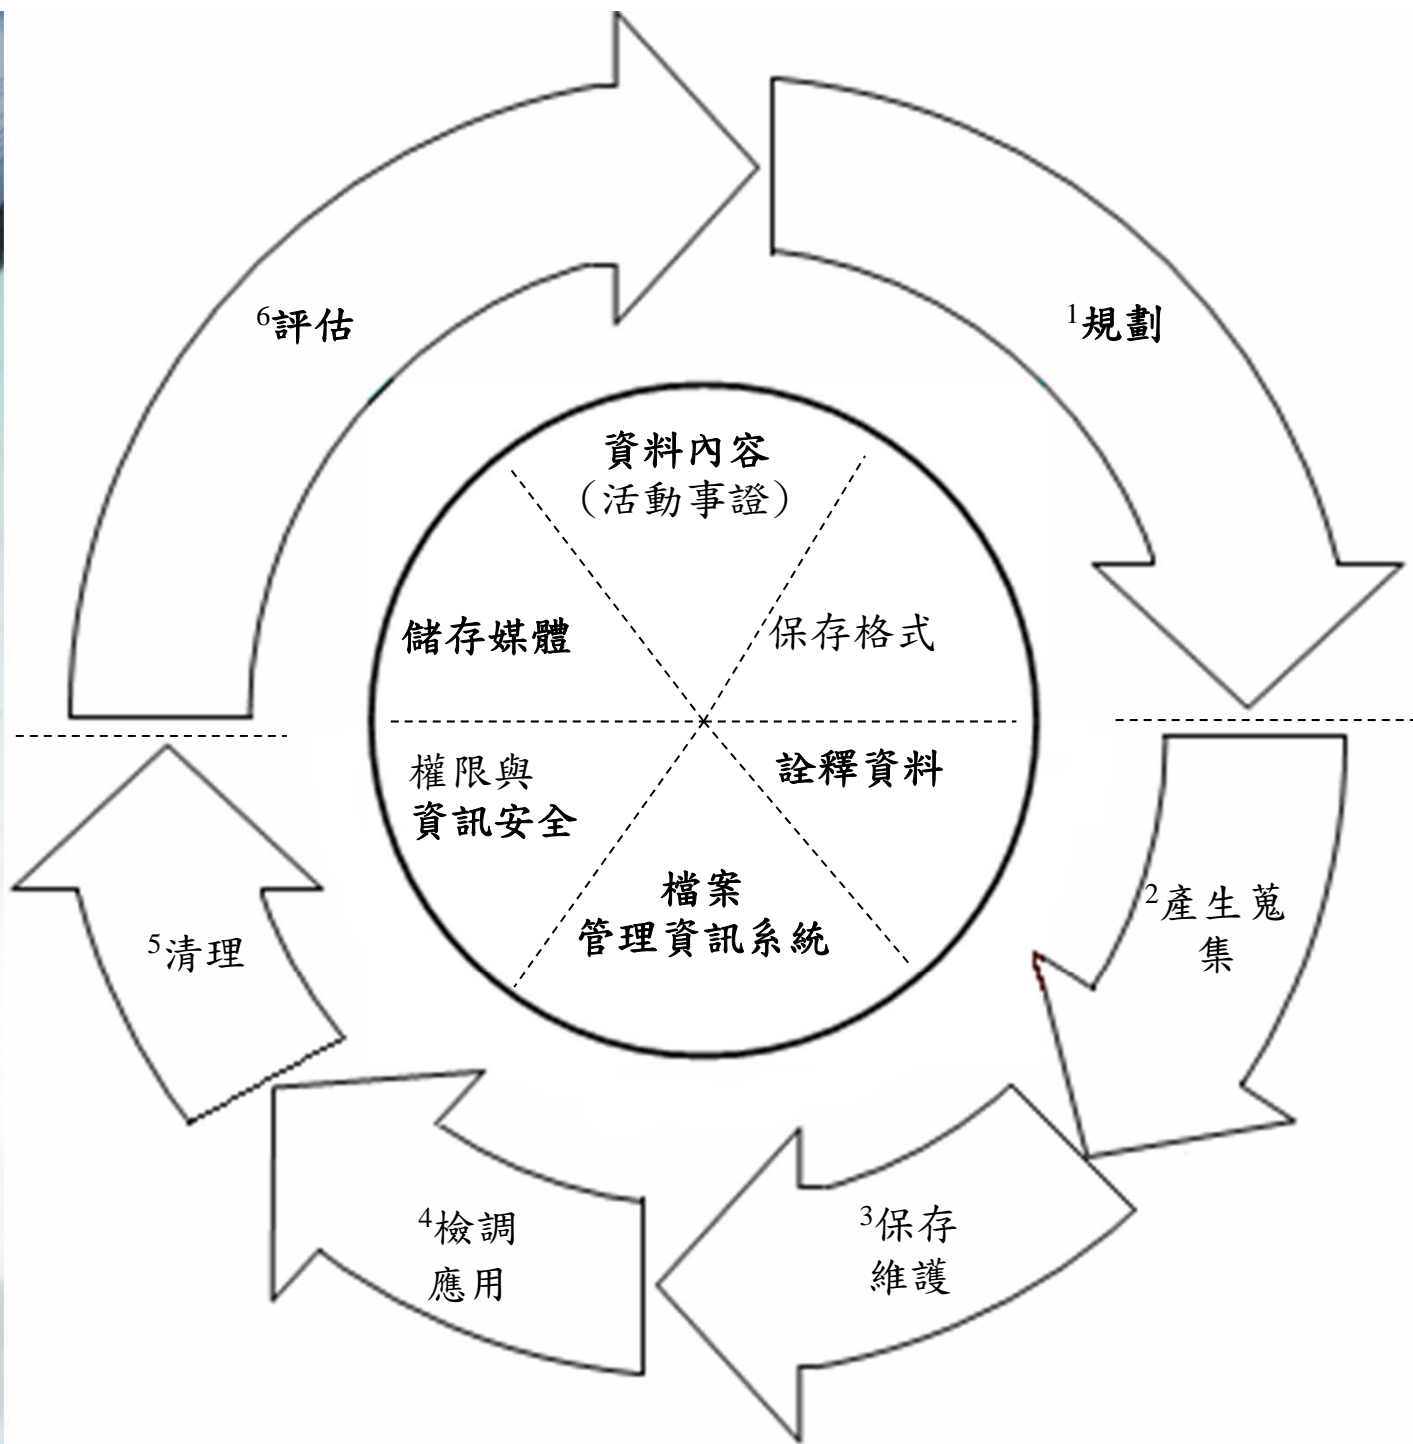 6評估
1規劃
資料內容
(活動事證)
儲存媒體
保存格式
權限與
資訊安全
詮釋資料
檔案
管理資訊系統
2產生蒐
集
5清理
4檢調
應用
3保存
維護